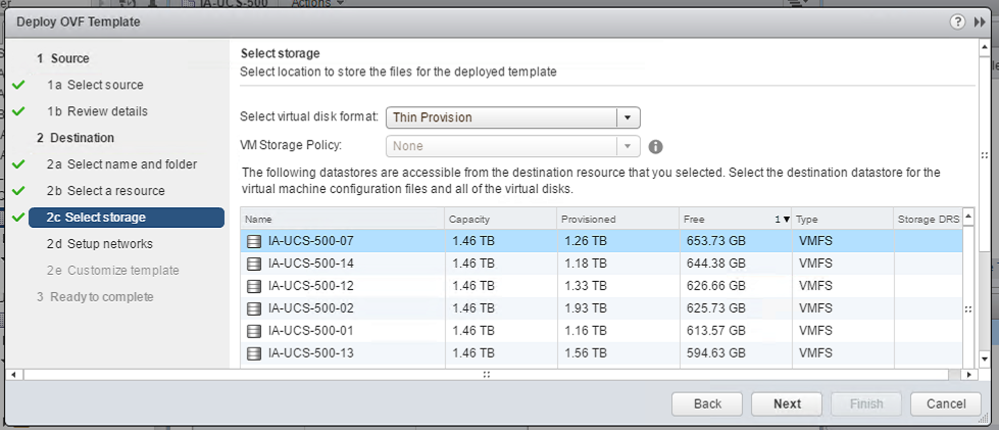 IA-UCS-500 Actions
Deploy OVF Template
1 Source
1a Select source
1b Review details
2 Destination
2a Select name and folder
2b Select a resource
2c Select storage
2d Setup networks
2e Customize template
3 Ready to complete
Select storage
Select location to store the files for the deployed template
Select virtual disk format: Thin Provision
VM Storage Policy: None
The following datastores are accessible from the destination resource that you selected. Select the destination datastore for the
virtual machine configuration files and all of the virtual disks.
Name Capacity Provisioned Free 1 Type Storage DRS
IA-UCS-500-07 1.46 TB 1.26 TB 653.73 GB VMFS
IA-UCS-500-14 1.46 TB 1.18 TB 644.38 GB VMFS
IA-UCS-500-12 1.46 TB 1.33 TB 626.66 GB VMFS
IA-UCS-500-02 1.46 TB 1.93 TB 625.73 GB VMFS
IA-UCS-500-01 1.46 TB 1.16 TB 613.57 GB VMFS
IA-UCS-500-13 1.46 TB 1.56 TB 594.63 GB VMFS
Back Next Finish Cancel